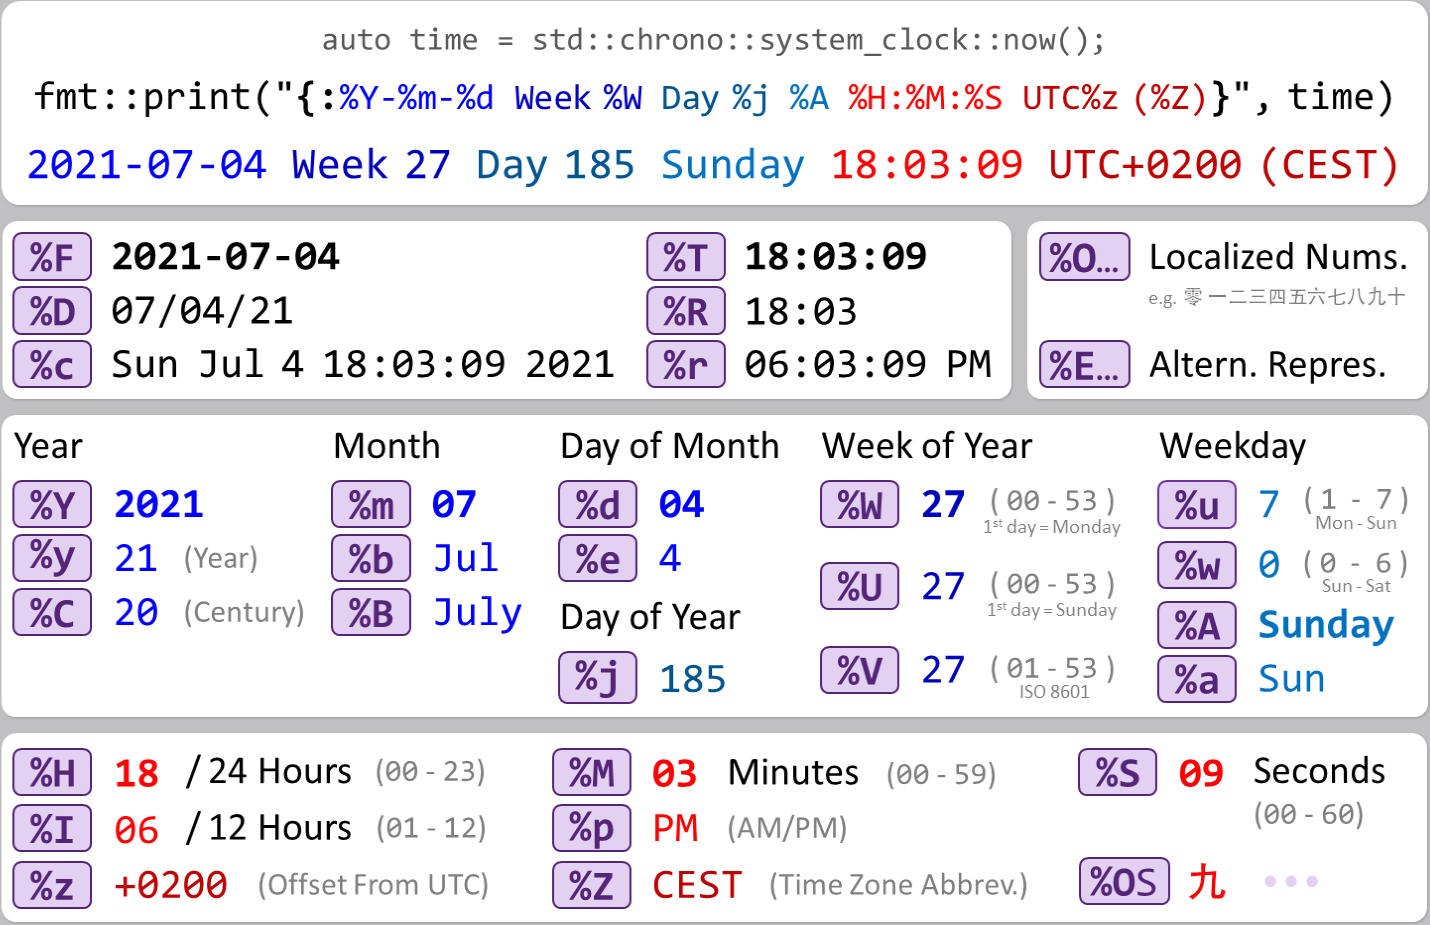 auto time = std::chrono::system_clock::now();
fmt::print("{:%Y-%m-%d Week %W Day %j %A %H:%M:%S UTC%z (%Z)}", time)
2021-07-04 Week 27 Day 185 Sunday 18:03:09 UTC+0200 (CEST)
%F 2021-07-04 %T 18:03:09
%D 07/04/21 %R 18:03
%c Sun Jul 4 18:03:09 2021 %r 06:03:09 PM
%O... Localized Nums.
e.g. 零 一二三四五六七八九十
%E... Altern. Repres.
Year
%Y 2021
%y 21 (Year)
%C 20 (Century)
Month
%m 07
%b Jul
%B July
Day of Month
%d 04
%e 4
Day of Year
%j 185
Week of Year
%W 27 (00 - 53)
1st day = Monday
%U 27 (00 - 53)
1st day = Sunday
%V 27 (01 - 53)
ISO 8601
Weekday
%u 7 (1 - 7)
Mon - Sun
%w 0 (0 - 6)
Sun - Sat
%A Sunday
%a Sun
%H 18 / 24 Hours (00 - 23)
%I 06 / 12 Hours (01 - 12)
%z +0200 (Offset From UTC)
%M 03 Minutes (00 - 59)
%p PM (AM/PM)
%Z CEST (Time Zone Abbrev.)
%S 09 Seconds
(00 - 60)
%OS 九 •••